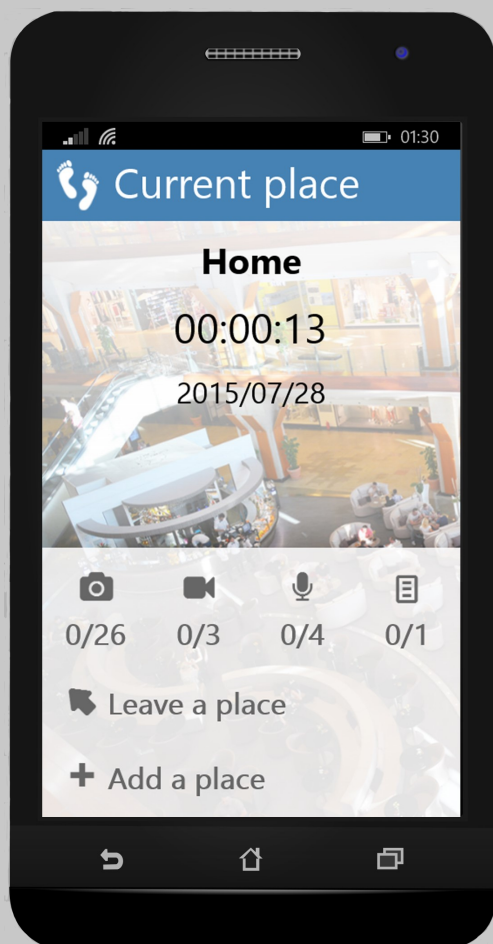 01:30
Current place
Home
00:00:13
2015/07/28
0/26 0/3 0/4 0/1
Leave a place
Add a place